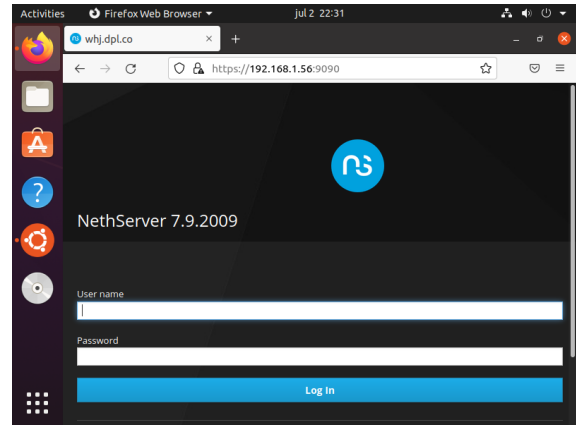 Activities Firefox Web Browser jul 2 22:31
whj.dpl.co
https://192.168.1.56:9090
ns
NethServer 7.9.2009
User name
Password
Log In